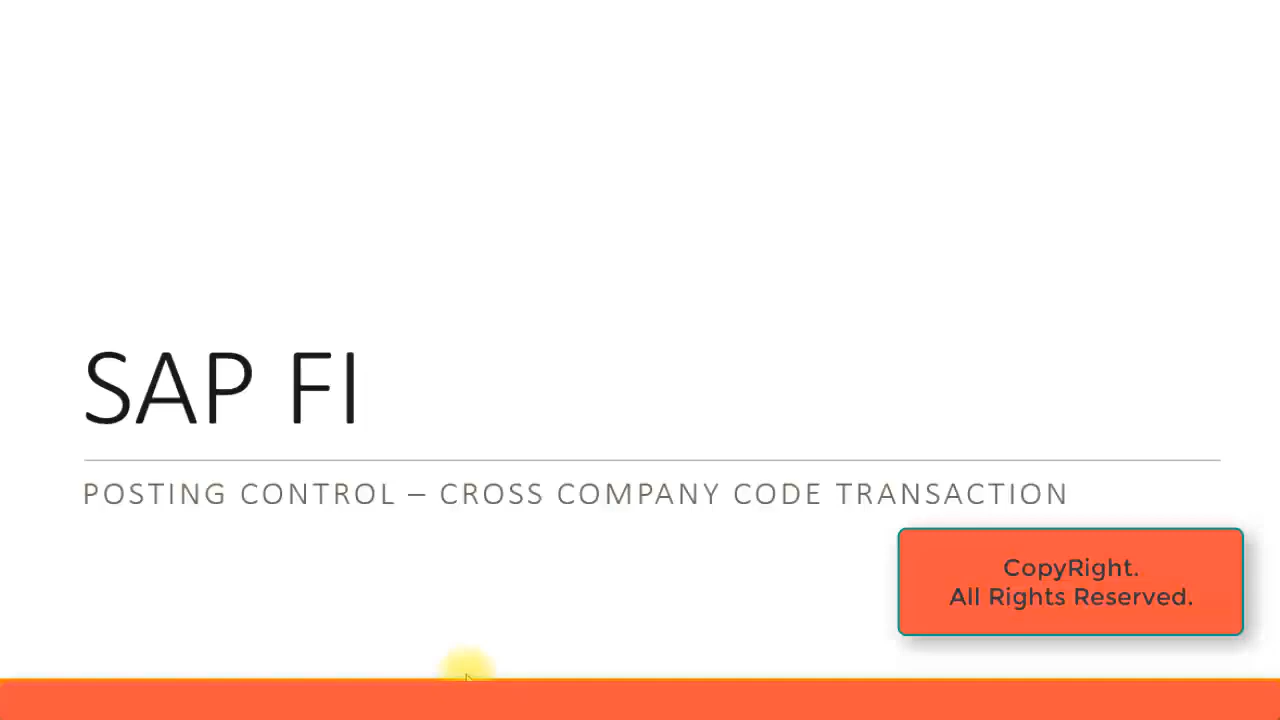 SAP FI
POSTING CONTROL – CROSS COMPANY CODE TRANSACTION
CopyRight.
All Rights Reserved.